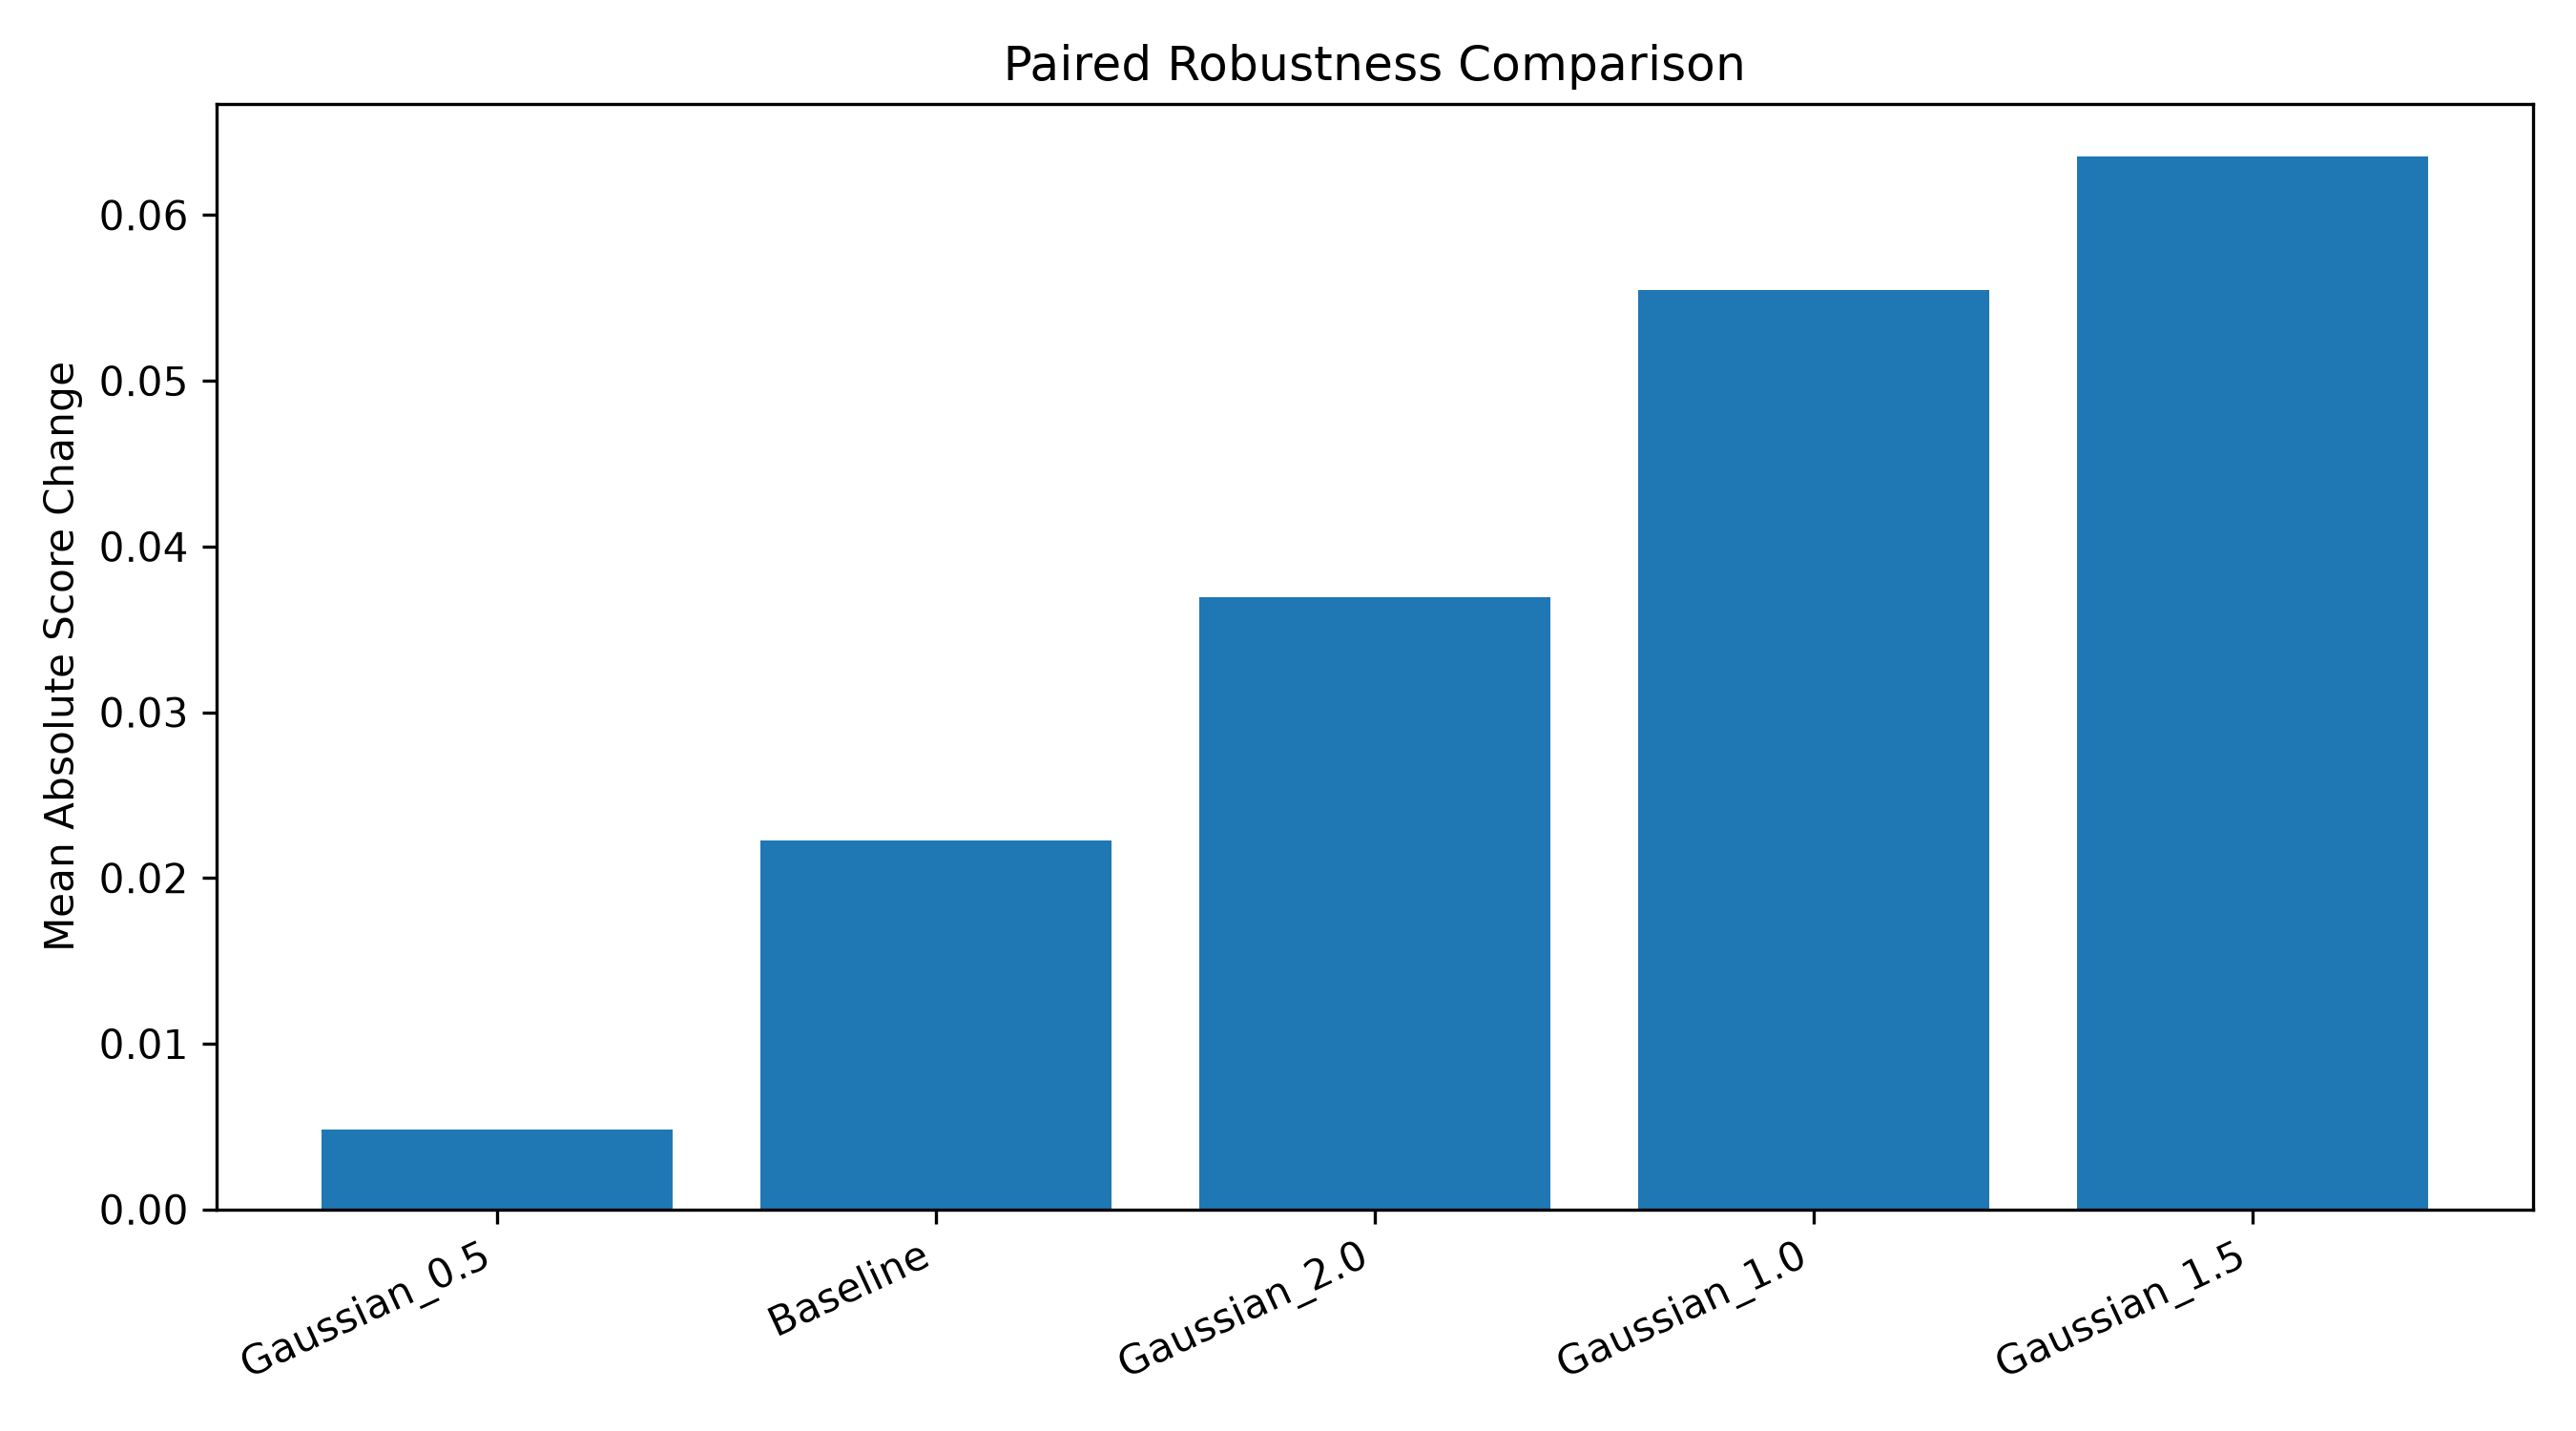 Paired Robustness Comparison
Mean Absolute Score Change
0.06
0.05
0.04
0.03
0.02
0.01
0.00
Gaussian_0.5
Baseline
Gaussian_2.0
Gaussian_1.0
Gaussian_1.5